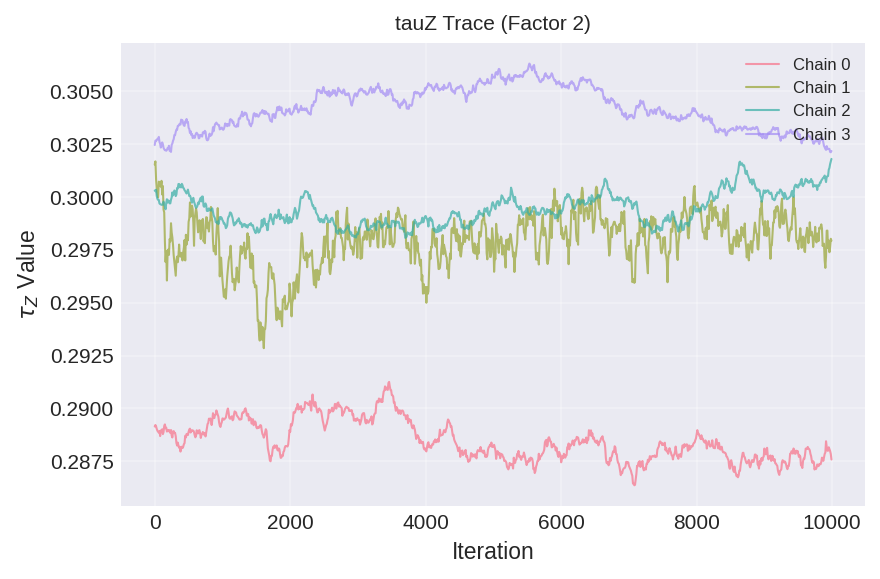 tauZ Trace (Factor 2)
Chain 0
Chain 1
Chain 2
Chain 3
0.3050
0.3025
0.3000
0.2975
0.2950
0.2925
0.2900
0.2875
τZ Value
0 2000 4000 6000 8000 10000
Iteration